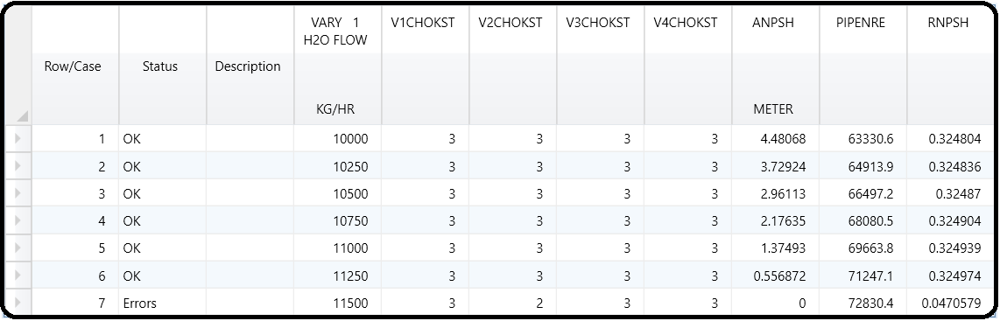 VARY 1 V1CHOKST V2CHOKST V3CHOKST V4CHOKST ANPSH PIPENRE RNPSH
H2O FLOW
Row/Case Status Description
KG/HR METER
1 OK 10000 3 3 3 3 4.48068 63330.6 0.324804
2 OK 10250 3 3 3 3 3.72924 64913.9 0.324836
3 OK 10500 3 3 3 3 2.96113 66497.2 0.32487
4 OK 10750 3 3 3 3 2.17635 68080.5 0.324904
5 OK 11000 3 3 3 3 1.37493 69663.8 0.324939
6 OK 11250 3 3 3 3 0.556872 71247.1 0.324974
7 Errors 11500 3 2 3 3 0 72830.4 0.0470579